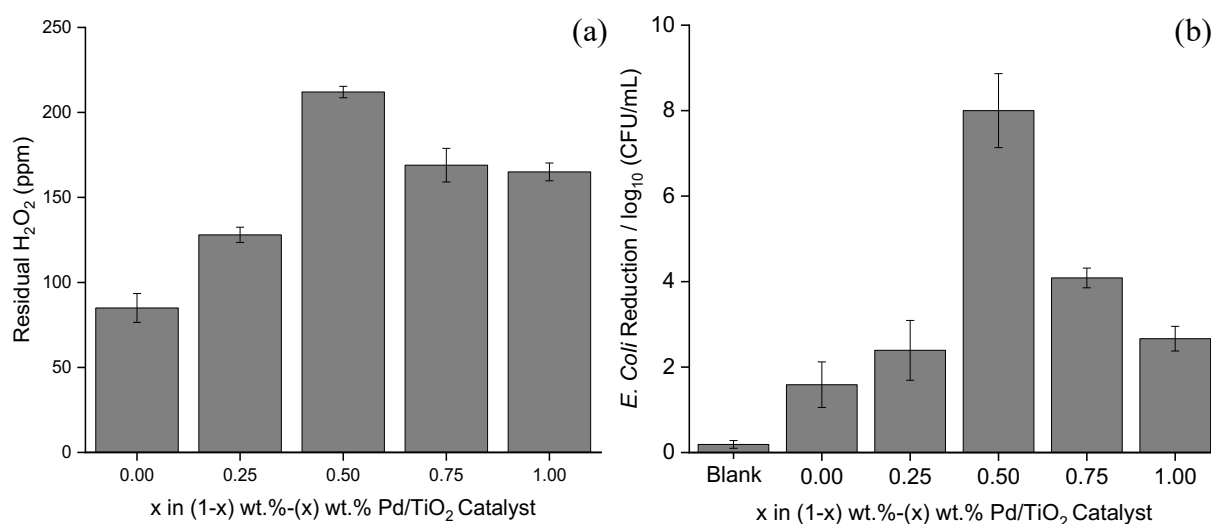 (a)
Residual H₂O₂ (ppm)
250
200
150
100
50
0
0.00 0.25 0.50 0.75 1.00
x in (1-x) wt.%-(x) wt.% Pd/TiO₂ Catalyst
(b)
E. Coli Reduction / log₁₀ (CFU/mL)
10
8
6
4
2
0
Blank 0.00 0.25 0.50 0.75 1.00
x in (1-x) wt.%-(x) wt.% Pd/TiO₂ Catalyst